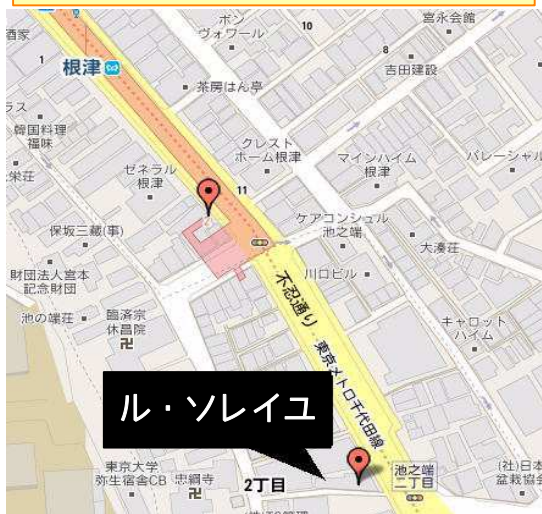 ボン
ヴォワール
10
宮永会館
酒家
8
1
根津
吉田建設
茶房はん亭
ラス
韓国料理
福味
クレスト
ホーム根津
マインハイム
根津
パレーシャル
栄荘
ゼネラル
根津
11
ケアコンシュル
池之端
保坂三蔵(事)
大湊荘
財団法人宮本
記念財団
川口ビル
不忍通り
池の端荘
臨済宗
休昌院
キャロット
ハイム
東京メトロ千代田線
ル・ソレイユ
東京大学
弥生宿舎CB
忠綱寺
2丁目
池之端
二丁目
(社)日本
盆栽協会